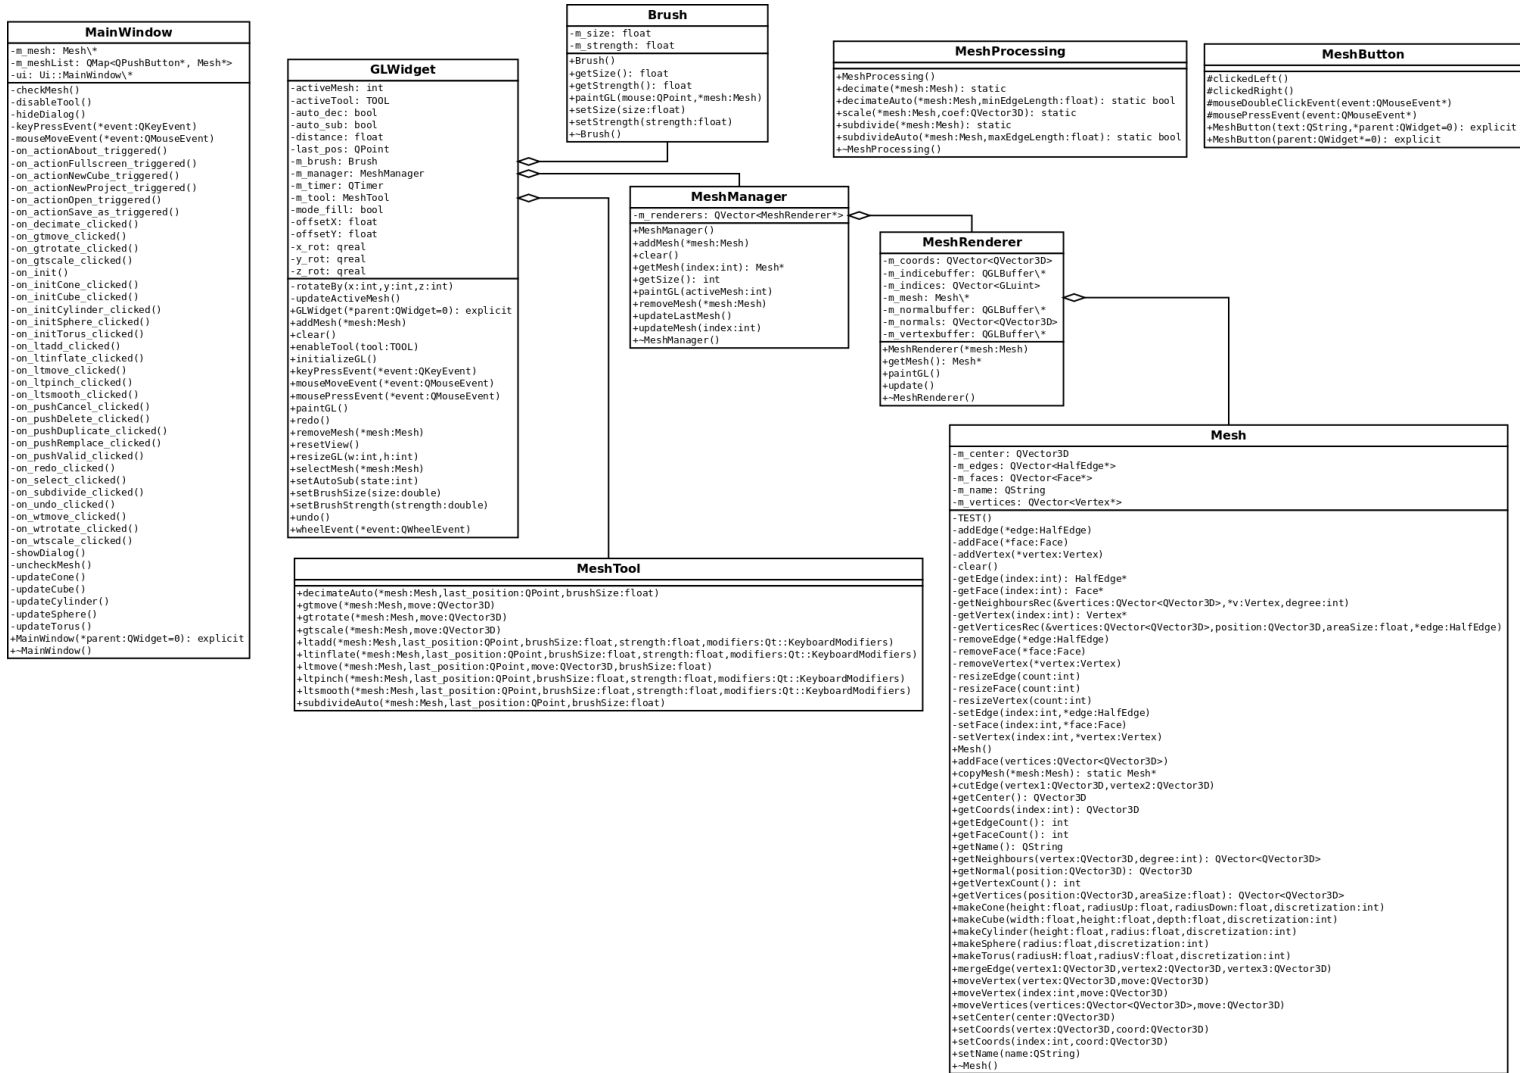 MainWindow
-m_mesh: Mesh\*
-m_meshList: QMap<QPushButton*, Mesh*>
-ui: Ui::MainWindow\*
-checkMesh()
-disableTool()
-hideDialog()
-keyPressEvent(*event:QKeyEvent)
-mouseMoveEvent(*event:QMouseEvent)
-on_actionAbout_triggered()
-on_actionFullscreen_triggered()
-on_actionNewCube_triggered()
-on_actionNewProject_triggered()
-on_actionOpen_triggered()
-on_actionSave_as_triggered()
-on_decimate_clicked()
-on_gtmove_clicked()
-on_gtrotate_clicked()
-on_gtscale_clicked()
-on_init()
-on_initCone_clicked()
-on_initCube_clicked()
-on_initCylinder_clicked()
-on_initSphere_clicked()
-on_initTorus_clicked()
-on_ltadd_clicked()
-on_ltinflate_clicked()
-on_ltmove_clicked()
-on_ltpinch_clicked()
-on_ltsmooth_clicked()
-on_pushCancel_clicked()
-on_pushDelete_clicked()
-on_pushDuplicate_clicked()
-on_pushRemplace_clicked()
-on_pushValid_clicked()
-on_redo_clicked()
-on_select_clicked()
-on_subdivide_clicked()
-on_undo_clicked()
-on_wtmove_clicked()
-on_wtrotate_clicked()
-on_wtscale_clicked()
-showDialog()
-uncheckMesh()
-updateCone()
-updateCube()
-updateCylinder()
-updateSphere()
-updateTorus()
+MainWindow(*parent:QWidget=0): explicit
+~MainWindow()
GLWidget
-activeMesh: int
-activeTool: TOOL
-auto_dec: bool
-auto_sub: bool
-distance: float
-last_pos: QPoint
-m_brush: Brush
-m_manager: MeshManager
-m_timer: QTimer
-m_tool: MeshTool
-mode_fill: bool
-offsetX: float
-offsetY: float
-x_rot: qreal
-y_rot: qreal
-z_rot: qreal
-rotateBy(x:int,y:int,z:int)
-updateActiveMesh()
+GLWidget(*parent:QWidget=0): explicit
+addMesh(*mesh:Mesh)
+clear()
+enableTool(tool:TOOL)
+initializeGL()
+keyPressEvent(*event:QKeyEvent)
+mouseMoveEvent(*event:QMouseEvent)
+mousePressEvent(*event:QMouseEvent)
+paintGL()
+redo()
+removeMesh(*mesh:Mesh)
+resetView()
+resizeGL(w:int,h:int)
+selectMesh(*mesh:Mesh)
+setAutoSub(state:int)
+setBrushSize(size:double)
+setBrushStrength(strength:double)
+undo()
+wheelEvent(*event:QWheelEvent)
Brush
-m_size: float
-m_strength: float
+Brush()
+getSize(): float
+getStrength(): float
+paintGL(mouse:QPoint,*mesh:Mesh)
+setSize(size:float)
+setStrength(strength:float)
+~Brush()
MeshProcessing
+MeshProcessing()
+decimate(*mesh:Mesh): static
+decimateAuto(*mesh:Mesh,minEdgeLength:float): static bool
+scale(*mesh:Mesh,coef:QVector3D): static
+subdivide(*mesh:Mesh): static
+subdivideAuto(*mesh:Mesh,maxEdgeLength:float): static bool
+~MeshProcessing()
MeshButton
#clickedLeft()
#clickedRight()
#mouseDoubleClickEvent(event:QMouseEvent*)
#mousePressEvent(event:QMouseEvent*)
+MeshButton(text:QString,*parent:QWidget=0): explicit
+MeshButton(parent:QWidget*=0): explicit
MeshManager
-m_renderers: QVector<MeshRenderer*>
+MeshManager()
+addMesh(*mesh:Mesh)
+clear()
+getMesh(index:int): Mesh*
+getSize(): int
+paintGL(activeMesh:int)
+removeMesh(*mesh:Mesh)
+updateLastMesh()
+updateMesh(index:int)
+~MeshManager()
MeshRenderer
-m_coords: QVector<QVector3D>
-m_indicebuffer: QGLBuffer\*
-m_indices: QVector<GLuint>
-m_mesh: Mesh\*
-m_normalbuffer: QGLBuffer\*
-m_normals: QVector<QVector3D>
-m_vertexbuffer: QGLBuffer\*
+MeshRenderer(*mesh:Mesh)
+getMesh(): Mesh*
+paintGL()
+update()
+~MeshRenderer()
MeshTool
+decimateAuto(*mesh:Mesh,last_position:QPoint,brushSize:float)
+gtmove(*mesh:Mesh,move:QVector3D)
+gtrotate(*mesh:Mesh,move:QVector3D)
+gtscale(*mesh:Mesh,move:QVector3D)
+ltadd(*mesh:Mesh,last_position:QPoint,brushSize:float,strength:float,modifiers:Qt::KeyboardModifiers)
+ltinflate(*mesh:Mesh,last_position:QPoint,brushSize:float,strength:float,modifiers:Qt::KeyboardModifiers)
+ltmove(*mesh:Mesh,last_position:QPoint,move:QVector3D,brushSize:float)
+ltpinch(*mesh:Mesh,last_position:QPoint,brushSize:float,strength:float,modifiers:Qt::KeyboardModifiers)
+ltsmooth(*mesh:Mesh,last_position:QPoint,brushSize:float,strength:float,modifiers:Qt::KeyboardModifiers)
+subdivideAuto(*mesh:Mesh,last_position:QPoint,brushSize:float)
Mesh
-m_center: QVector3D
-m_edges: QVector<HalfEdge*>
-m_faces: QVector<Face*>
-m_name: QString
-m_vertices: QVector<Vertex*>
-TEST()
-addEdge(*edge:HalfEdge)
-addFace(*face:Face)
-addVertex(*vertex:Vertex)
-clear()
-getEdge(index:int): HalfEdge*
-getFace(index:int): Face*
-getNeighboursRec(&vertices:QVector<QVector3D>,*v:Vertex,degree:int)
-getVertex(index:int): Vertex*
-getVerticesRec(&vertices:QVector<QVector3D>,position:QVector3D,areaSize:float,*edge:HalfEdge)
-removeEdge(*edge:HalfEdge)
-removeFace(*face:Face)
-removeVertex(*vertex:Vertex)
-resizeEdge(count:int)
-resizeFace(count:int)
-resizeVertex(count:int)
-setEdge(index:int,*edge:HalfEdge)
-setFace(index:int,*face:Face)
-setVertex(index:int,*vertex:Vertex)
+Mesh()
+addFace(vertices:QVector<QVector3D>)
+copyMesh(*mesh:Mesh): static Mesh*
+cutEdge(vertex1:QVector3D,vertex2:QVector3D)
+getCenter(): QVector3D
+getCoords(index:int): QVector3D
+getEdgeCount(): int
+getFaceCount(): int
+getName(): QString
+getNeighbours(vertex:QVector3D,degree:int): QVector<QVector3D>
+getNormal(position:QVector3D): QVector3D
+getVertexCount(): int
+getVertices(position:QVector3D,areaSize:float): QVector<QVector3D>
+makeCone(height:float,radiusUp:float,radiusDown:float,discretization:int)
+makeCube(width:float,height:float,depth:float,discretization:int)
+makeCylinder(height:float,radius:float,discretization:int)
+makeSphere(radius:float,discretization:int)
+makeTorus(radiusH:float,radiusV:float,discretization:int)
+mergeEdge(vertex1:QVector3D,vertex2:QVector3D,vertex3:QVector3D)
+moveVertex(vertex:QVector3D,move:QVector3D)
+moveVertex(index:int,move:QVector3D)
+moveVertices(vertices:QVector<QVector3D>,move:QVector3D)
+setCenter(center:QVector3D)
+setCoords(vertex:QVector3D,coord:QVector3D)
+setCoords(index:int,coord:QVector3D)
+setName(name:QString)
+~Mesh()